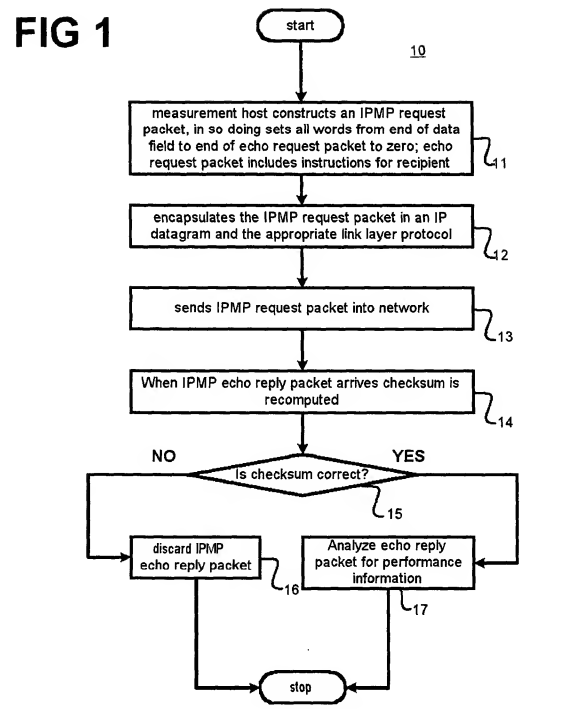 FIG 1
start
10
measurement host constructs an IPMP request
packet, in so doing sets all words from end of data
field to end of echo request packet to zero; echo
request packet includes instructions for recipient
11
encapsulates the IPMP request packet in an IP
datagram and the appropriate link layer protocol
12
sends IPMP request packet into network
13
When IPMP echo reply packet arrives checksum is
recomputed
14
NO
YES
Is checksum correct?
15
discard IPMP
echo reply packet
16
Analyze echo reply
packet for performance
information
17
stop